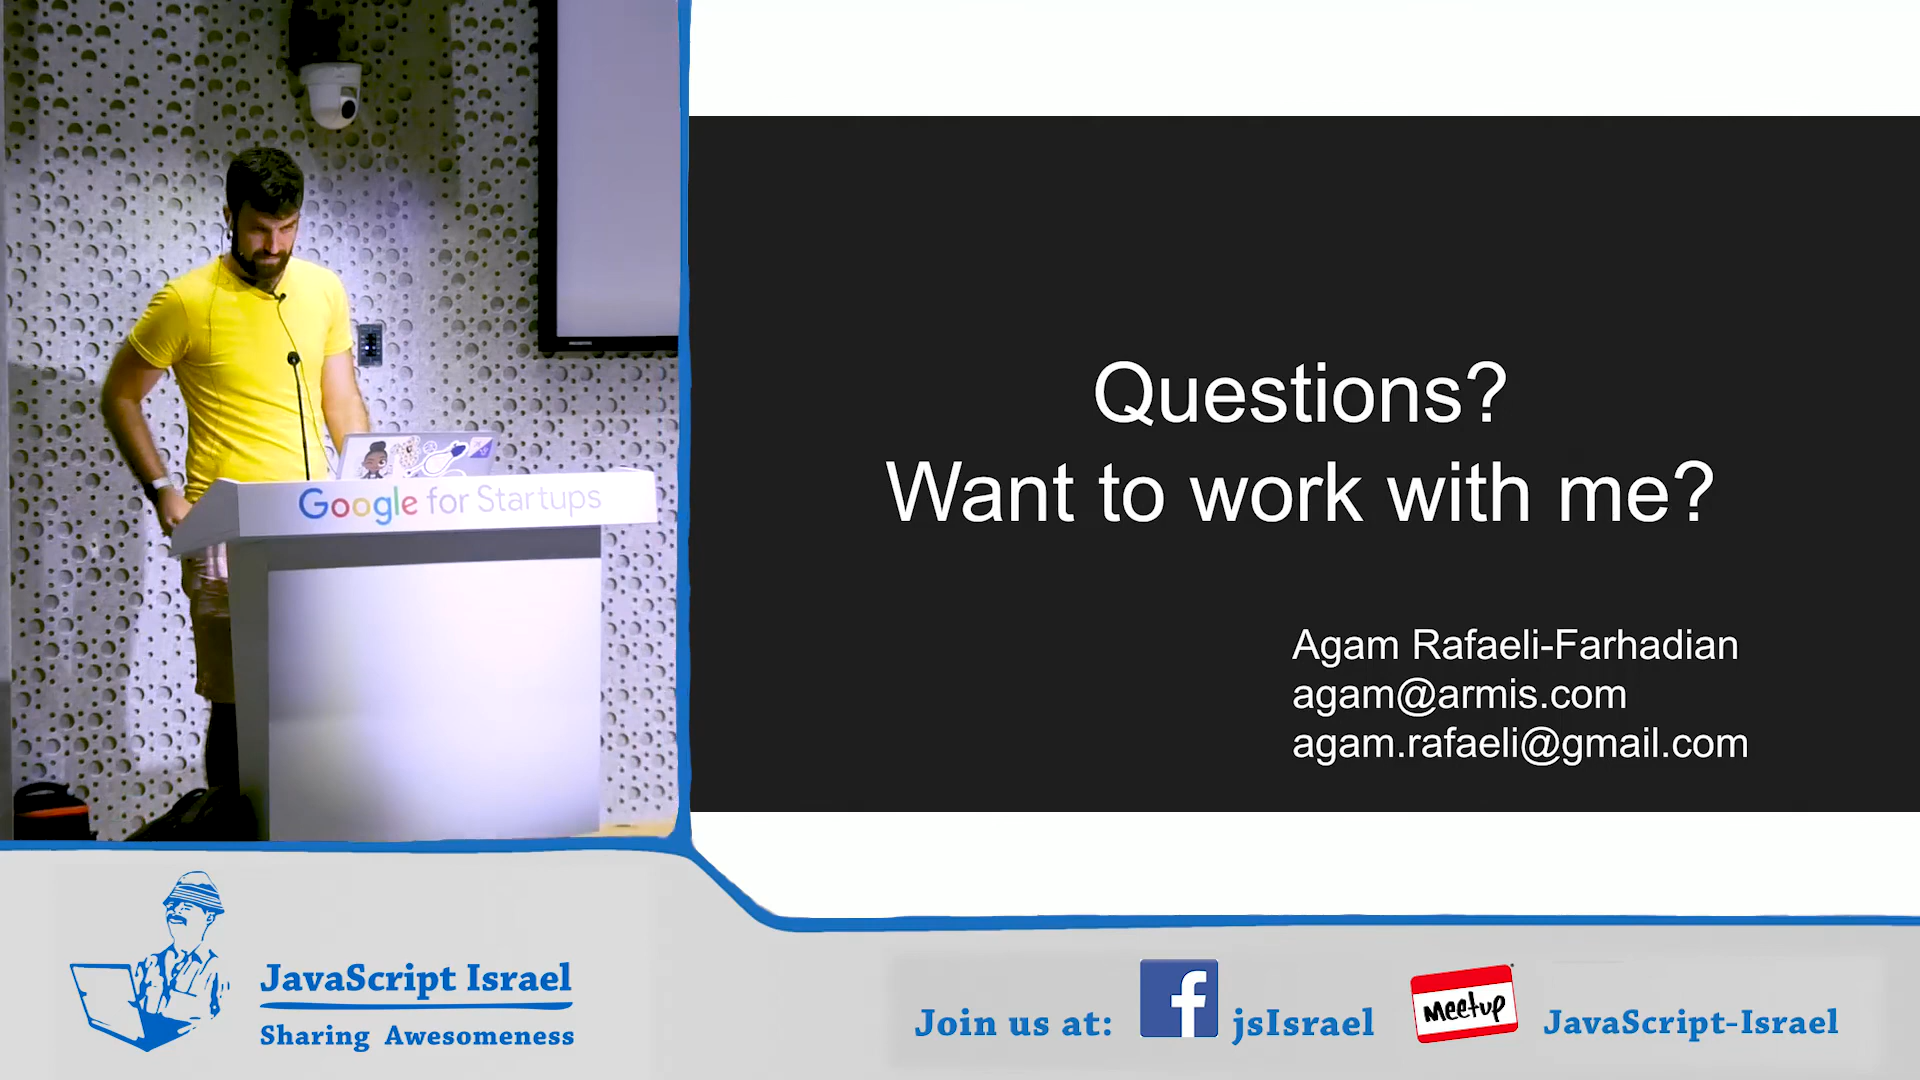 Google for Startups
Questions?
Want to work with me?
Agam Rafaeli-Farhadian
agam@armis.com
agam.rafaeli@gmail.com
JavaScript Israel
Sharing Awesomeness
Join us at:
f
jsIsrael
Meetup
JavaScript-Israel